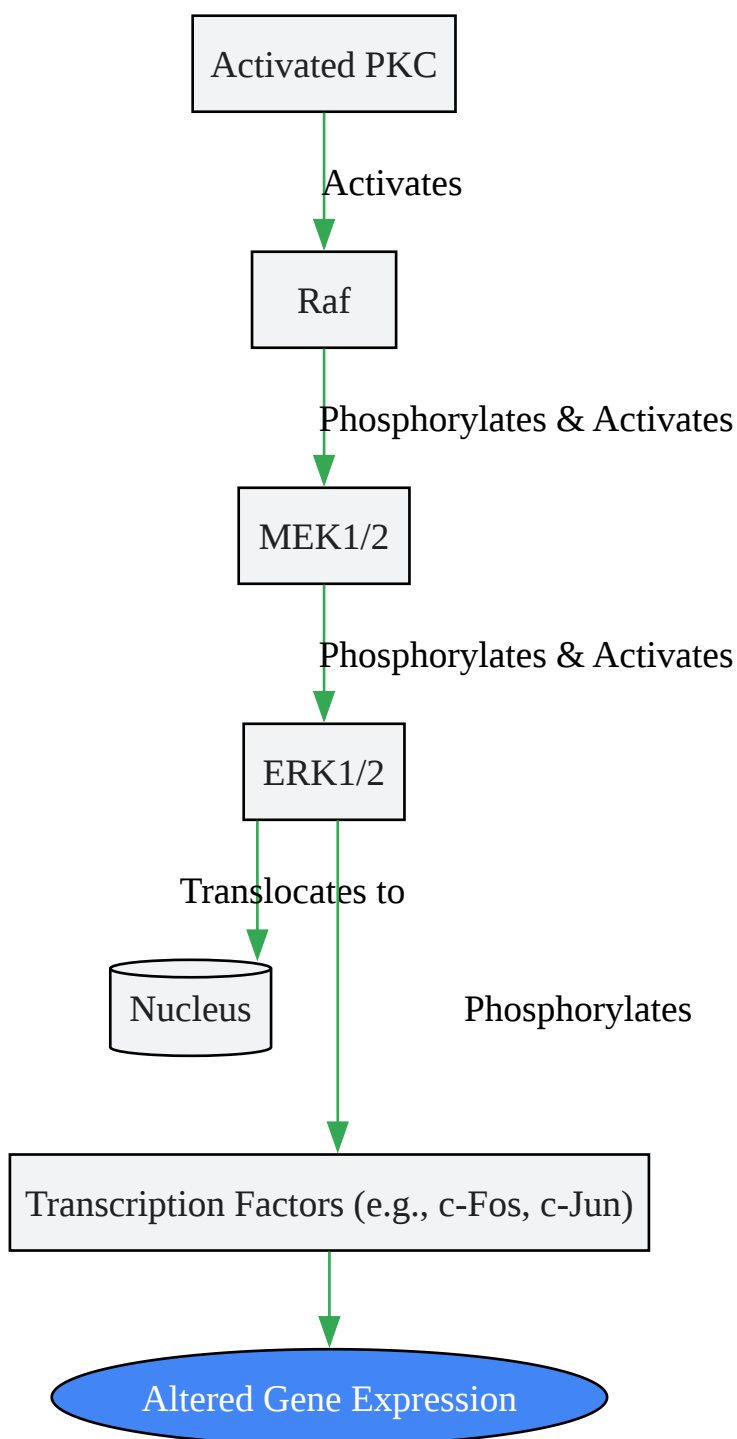 Activated PKC
Activates
Raf
Phosphorylates & Activates
MEK1/2
Phosphorylates & Activates
ERK1/2
Translocates to
Nucleus
Phosphorylates
Transcription Factors (e.g., c-Fos, c-Jun)
Altered Gene Expression